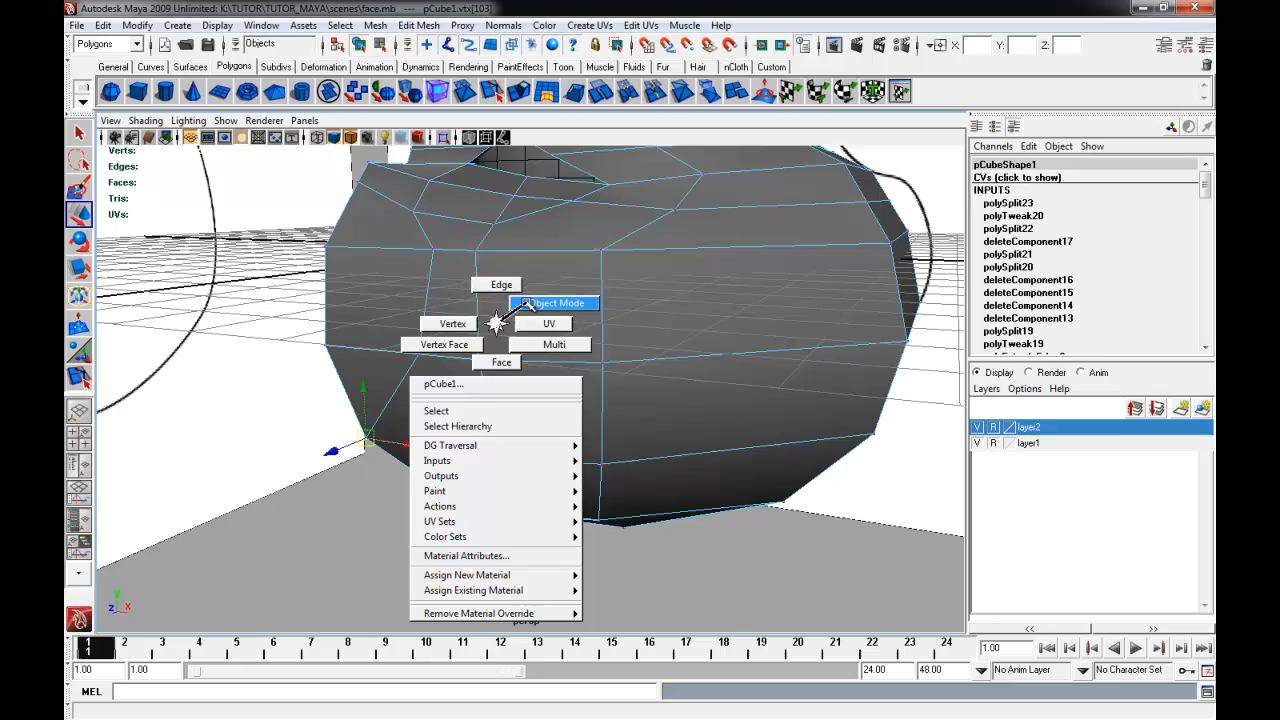 Autodesk Maya 2009 Unlimited: K:\TUTOR\TUTOR_MAYA\scenes\face.mb --- pCube1.vtx[103]
File Edit Modify Create Display Window Assets Select Mesh Edit Mesh Proxy Normals Color Create UVs Edit UVs Muscle Help
Polygons Objects X: Y: Z:
General Curves Surfaces Polygons Subdivs Deformation Animation Dynamics Rendering PaintEffects Toon Muscle Fluids Fur Hair nCloth Custom
View Shading Lighting Show Renderer Panels
Verts:
Edges:
Faces:
Tris:
UVs:
Edge
Object Mode
Vertex UV
Vertex Face Multi
Face
pCube1...
Select
Select Hierarchy
DG Traversal
Inputs
Outputs
Paint
Actions
UV Sets
Color Sets
Material Attributes...
Assign New Material
Assign Existing Material
Remove Material Override
persp
y
z x
Channels Edit Object Show
pCubeShape1
CVs (click to show)
INPUTS
polySplit23
polyTweak20
polySplit22
deleteComponent17
polySplit21
polySplit20
deleteComponent16
deleteComponent15
deleteComponent14
deleteComponent13
polySplit19
polyTweak19
Display Render Anim
Layers Options Help
V R layer2
V R layer1
<< >>
1 2 3 4 5 6 7 8 9 10 11 12 13 14 15 16 17 18 19 20 21 22 23 24
1 1.00
1.00 1.00 24.00 48.00 No Anim Layer No Character Set
MEL